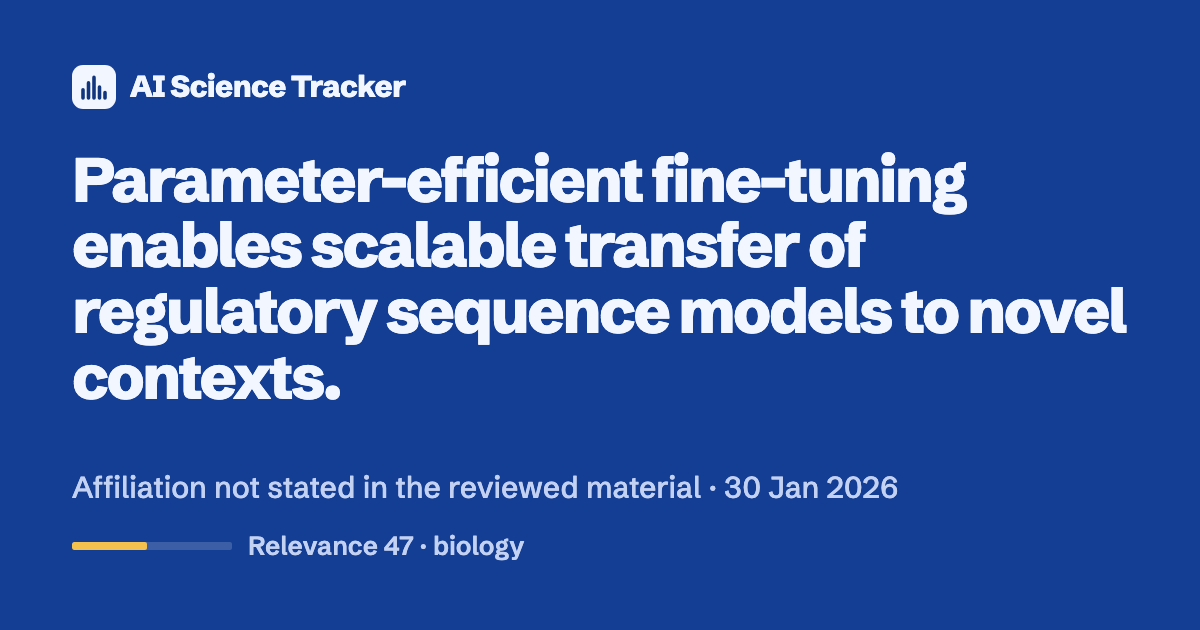 AI Science Tracker
Parameter-efficient fine-tuning
enables scalable transfer of
regulatory sequence models to novel
contexts.
Affiliation not stated in the reviewed material · 30 Jan 2026
Relevance 47 · biology